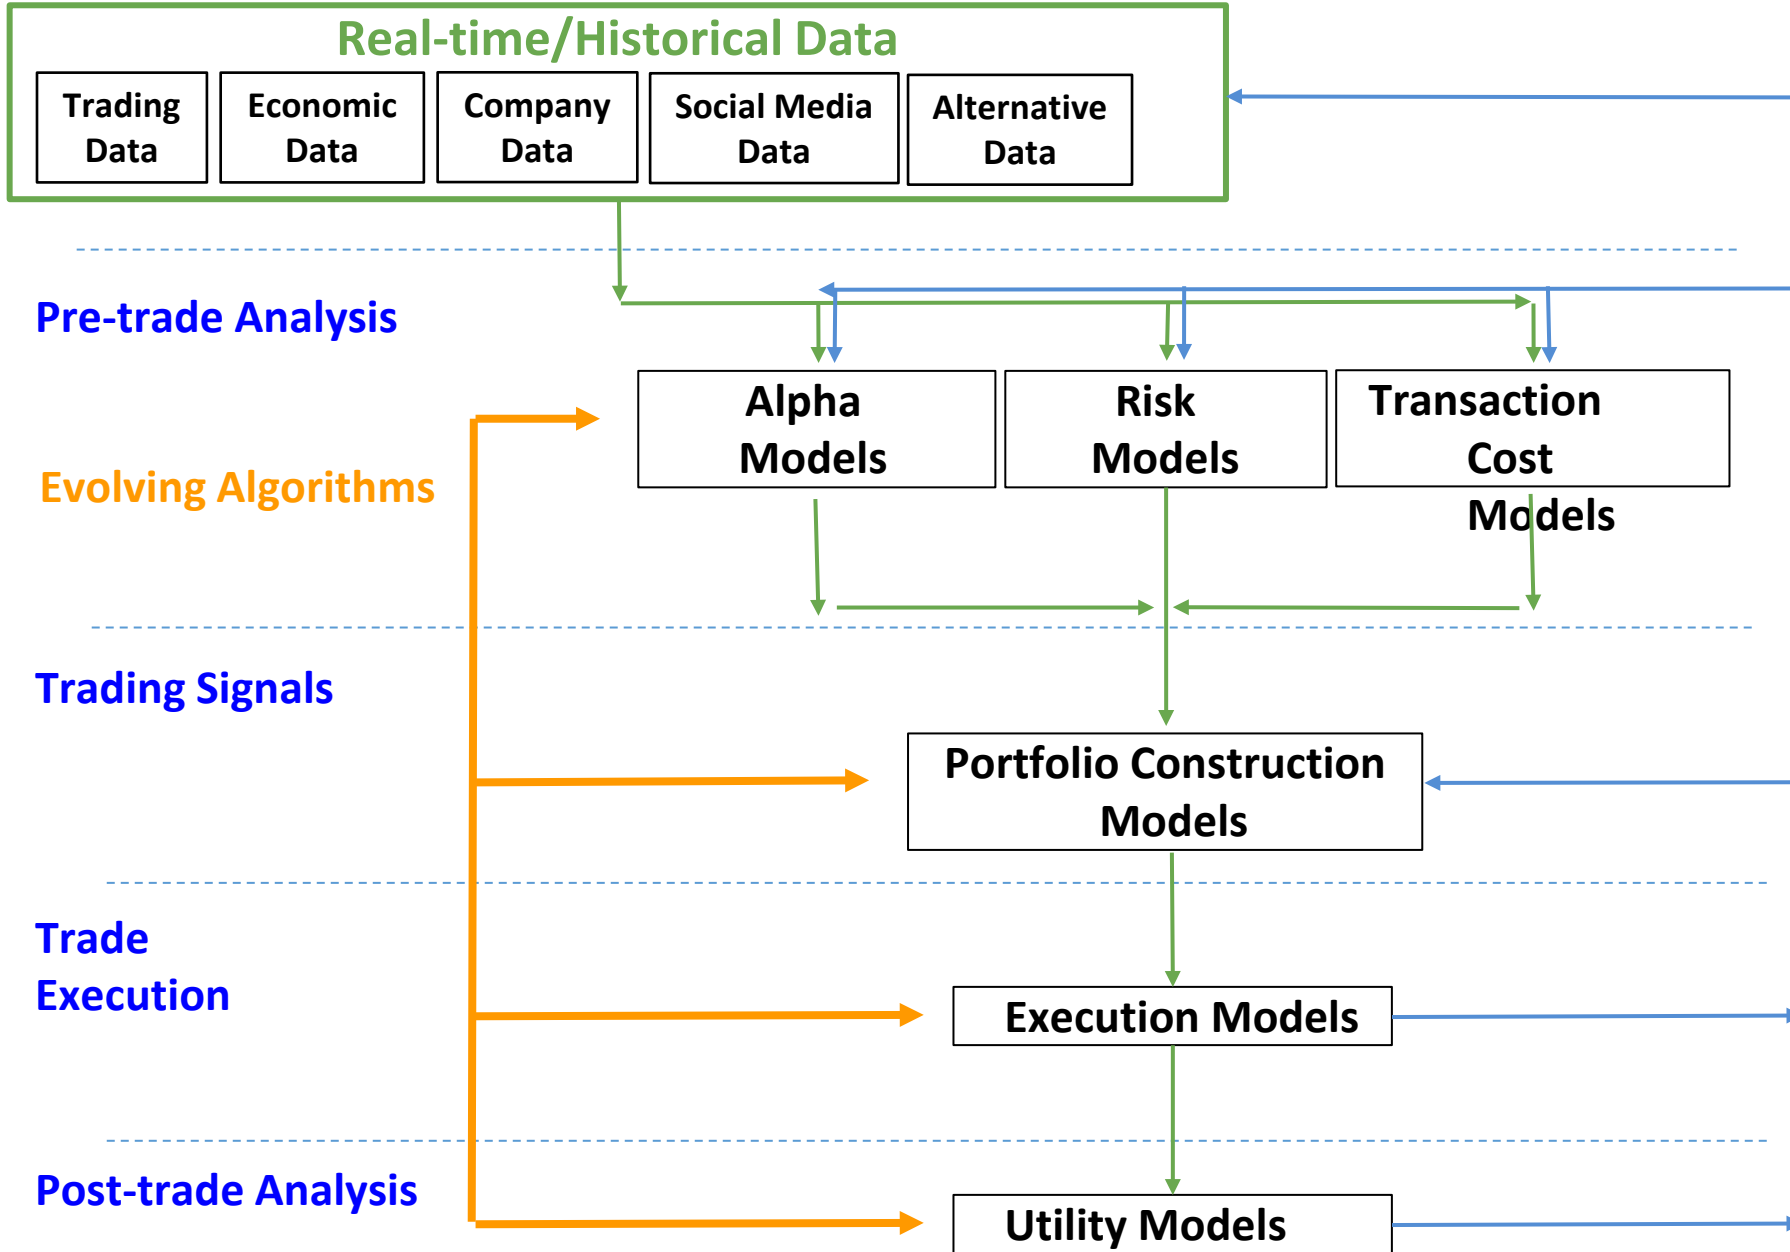 Real-time/Historical Data
Trading
Data
Economic
Data
Company
Data
Social Media
Data
Alternative
Data
Pre-trade Analysis
Alpha
Models
Risk
Models
Transaction
Cost
Models
Evolving Algorithms
Trading Signals
Portfolio Construction
Models
Trade
Execution
Execution Models
Post-trade Analysis
Utility Models